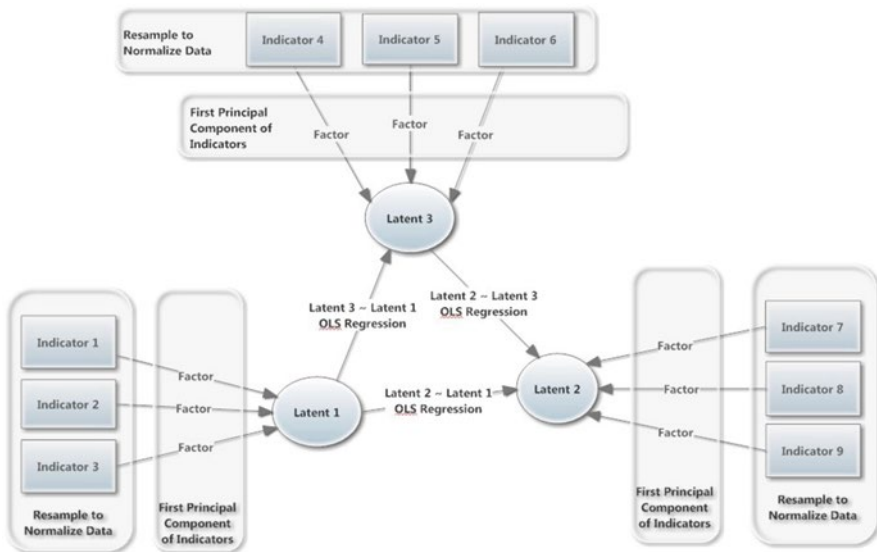 Resample to
Normalize Data
Indicator 4
Indicator 5
Indicator 6
First Principal
Component of
Indicators
Factor
Factor
Factor
Latent 3
Latent 3 ~ Latent 1
OLS Regression
Latent 2 ~ Latent 3
OLS Regression
Indicator 1
Indicator 2
Indicator 3
Factor
Factor
Factor
Latent 1
Latent 2 ~ Latent 1
OLS Regression
Latent 2
Factor
Factor
Factor
Indicator 7
Indicator 8
Indicator 9
Resample to
Normalize Data
First Principal
Component
of Indicators
First Principal
Component
of Indicators
Resample to
Normalize Data